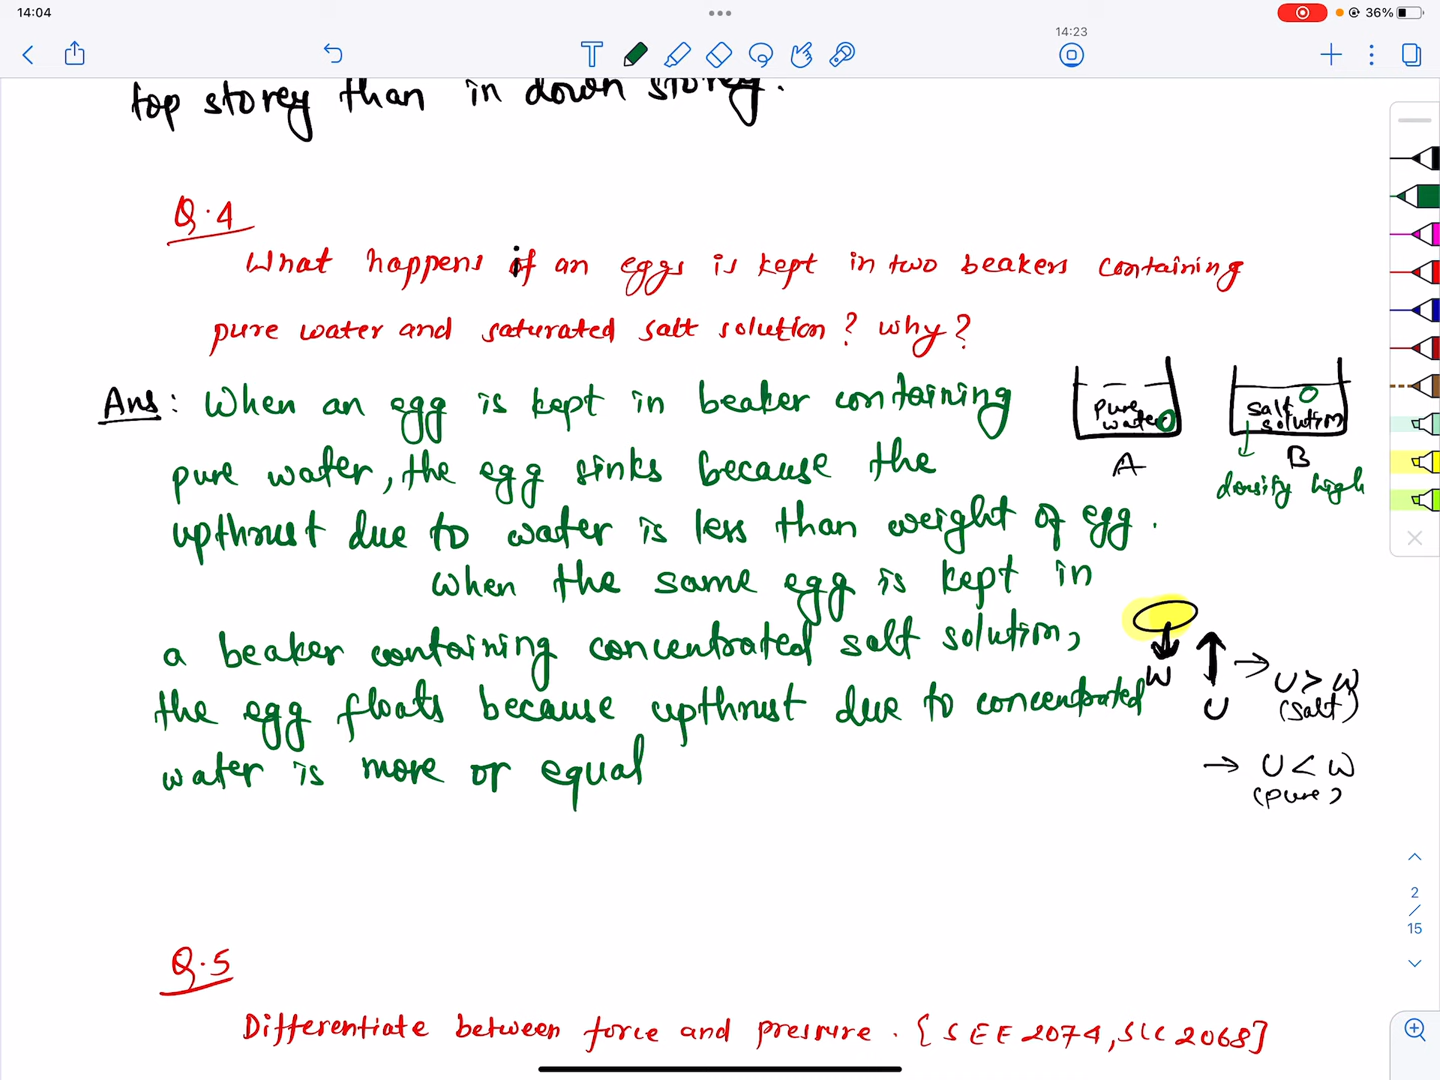 14:04
36%
14:23
top storey than in down storey.
Q.4
What happens if an eggs is kept in two beakers containing
pure water and saturated salt solution? why?
Ans: When an egg is kept in beaker containing
pure water, the egg sinks because the
upthrust due to water is less than weight of egg.
When the same egg is kept in
a beaker containing concentrated salt solution,
the egg floats because upthrust due to concentrated
water is more or equal
pure
water
A
salt
solution
B
density high
W
U
→ U > W
(salt)
→ U < W
(pure)
2
/
15
Q.5
Differentiate between force and pressure. {SEE 2074, SLC 2068]